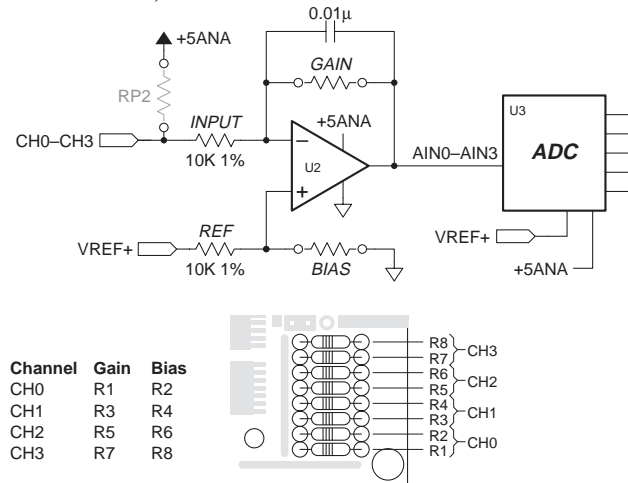 0.01µ
+5ANA
GAIN
RP2
INPUT
+5ANA
U3
CH0–CH3
ADC
10K 1%
U2
AIN0–AIN3
REF
VREF+
VREF+
10K 1%
BIAS
+5ANA
R8
R7
CH3
R6
R5
CH2
R4
R3
CH1
R2
R1
CH0
Channel Gain Bias
CH0 R1 R2
CH1 R3 R4
CH2 R5 R6
CH3 R7 R8